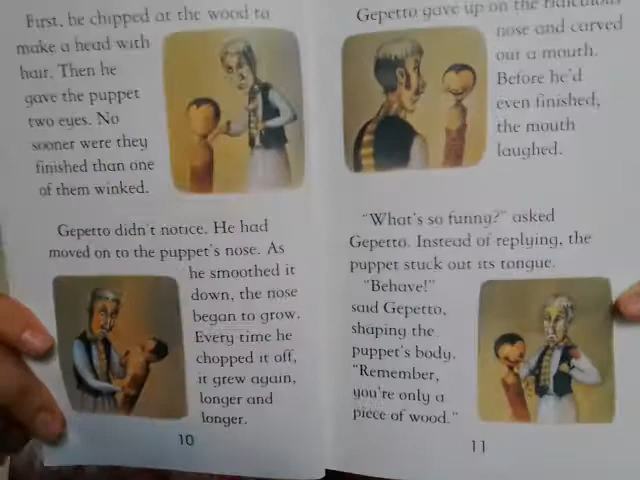 First, he chipped at the wood to
make a head with
hair. Then he
gave the puppet
two eyes. No
sooner were they
finished than one
of them winked.
Gepetto didn't notice. He had
moved on to the puppet's nose. As
he smoothed it
down, the nose
began to grow.
Every time he
chopped it off,
it grew again,
longer and
longer.
10
Gepetto gave up on the ridiculous
nose and carved
out a mouth.
Before he'd
even finished,
the mouth
laughed.
"What's so funny?" asked
Gepetto. Instead of replying, the
puppet stuck out its tongue.
"Behave!"
said Gepetto,
shaping the
puppet's body.
"Remember,
you're only a
piece of wood."
11